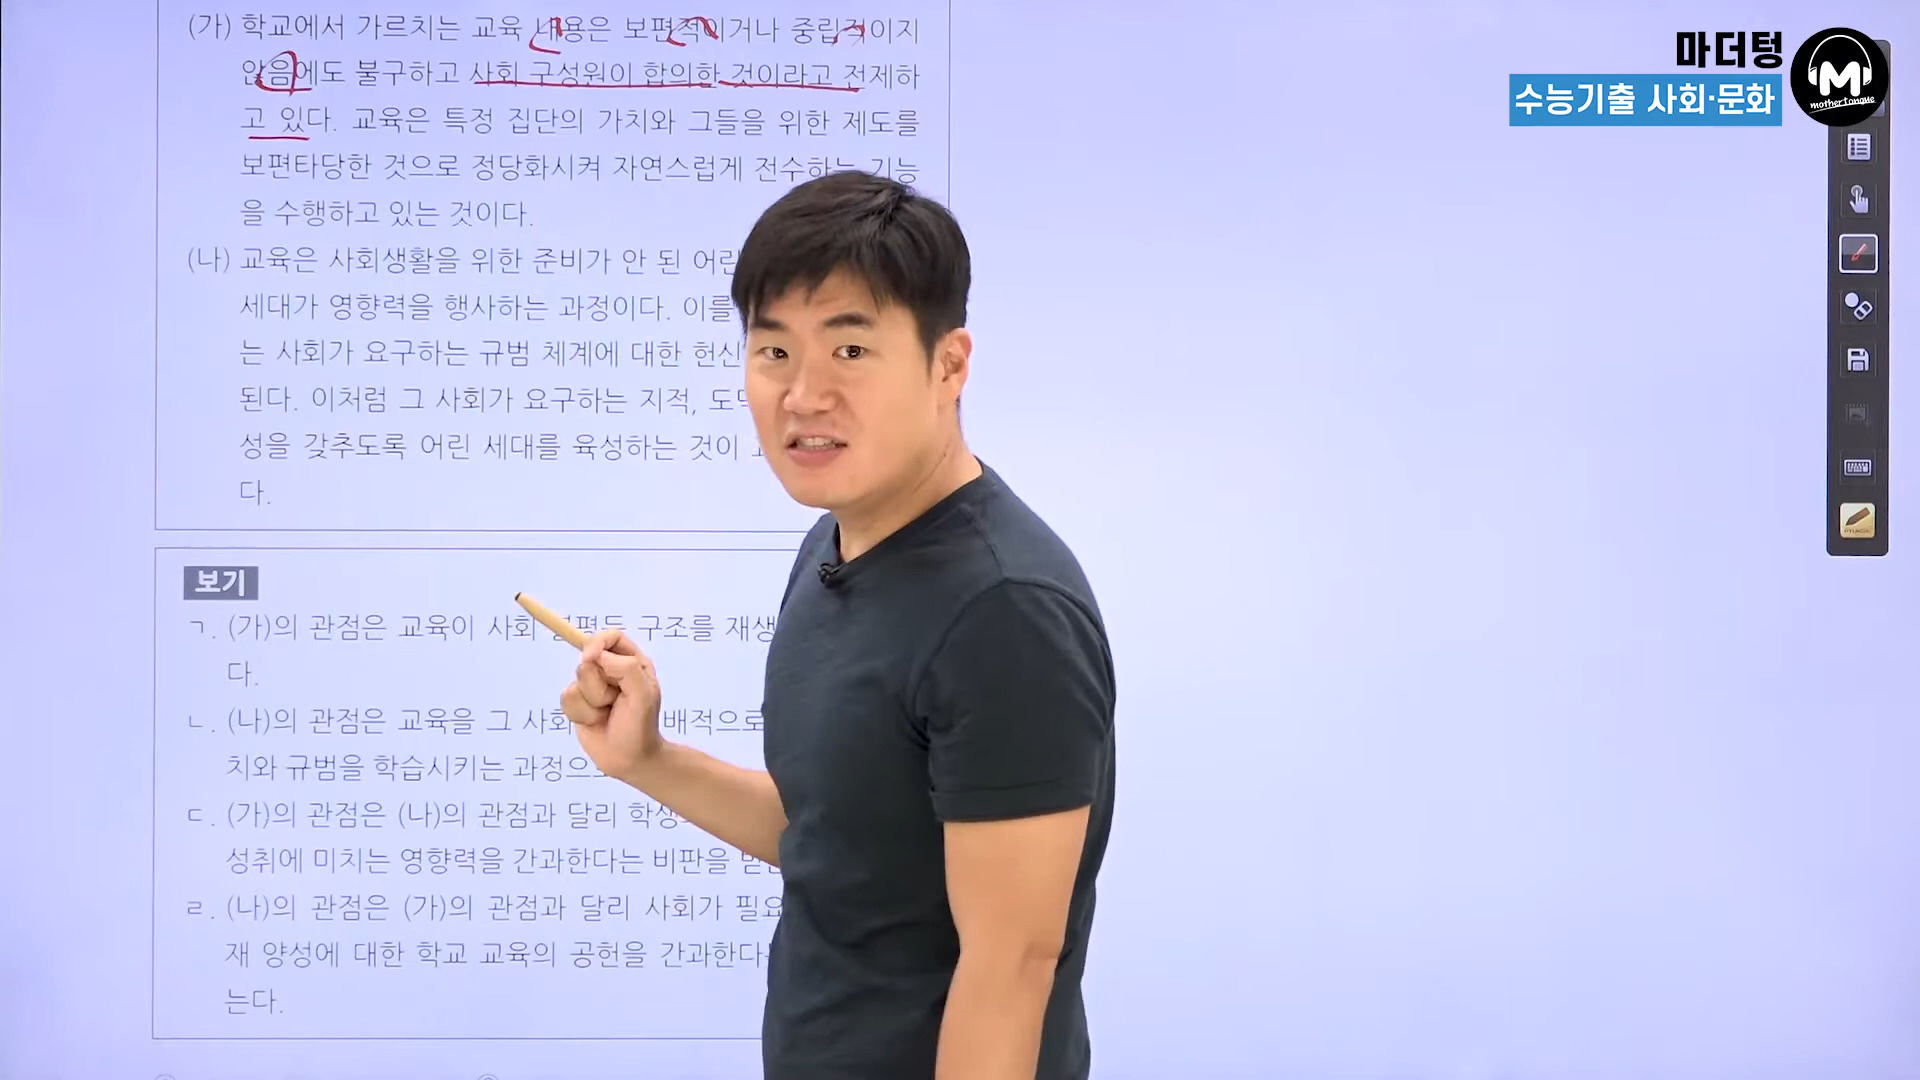 (가) 학교에서 가르치는 교육 내용은 보편적이거나 중립적이지
않음에도 불구하고 사회 구성원이 합의한 것이라고 전제하
고 있다. 교육은 특정 집단의 가치와 그들을 위한 제도를
보편타당한 것으로 정당화시켜 자연스럽게 전수하는 기능
을 수행하고 있는 것이다.
(나) 교육은 사회생활을 위한 준비가 안 된 어린
세대가 영향력을 행사하는 과정이다. 이를
는 사회가 요구하는 규범 체계에 대한 헌신
된다. 이처럼 그 사회가 요구하는 지적,
성을 갖추도록 어린 세대를 육성하는 것이
다.
보기
ㄱ. (가)의 관점은 교육이 사회 불평등 구조를 재생
다.
ㄴ. (나)의 관점은 교육을 그 사회 배적으로
치와 규범을 학습시키는 과정으로
ㄷ. (가)의 관점은 (나)의 관점과 달리 학생
성취에 미치는 영향력을 간과한다는 비판을
ㄹ. (나)의 관점은 (가)의 관점과 달리 사회가 필요
재 양성에 대한 학교 교육의 공헌을 간과한다
는다.
마더텅
수능기출 사회·문화
M
mothertongue